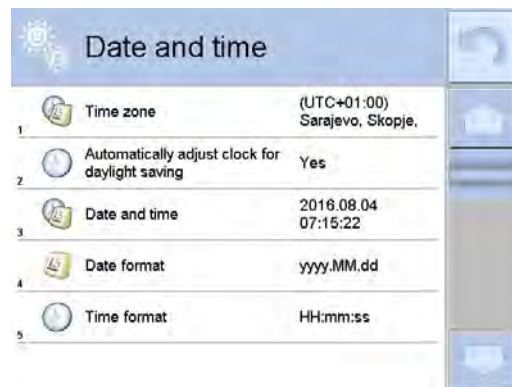 Date and time
1 Time zone (UTC+01:00)
Sarajevo, Skopje,
2 Automatically adjust clock for
daylight saving Yes
3 Date and time 2016.08.04
07:15:22
4 Date format yyyy.MM.dd
5 Time format HH:mm:ss